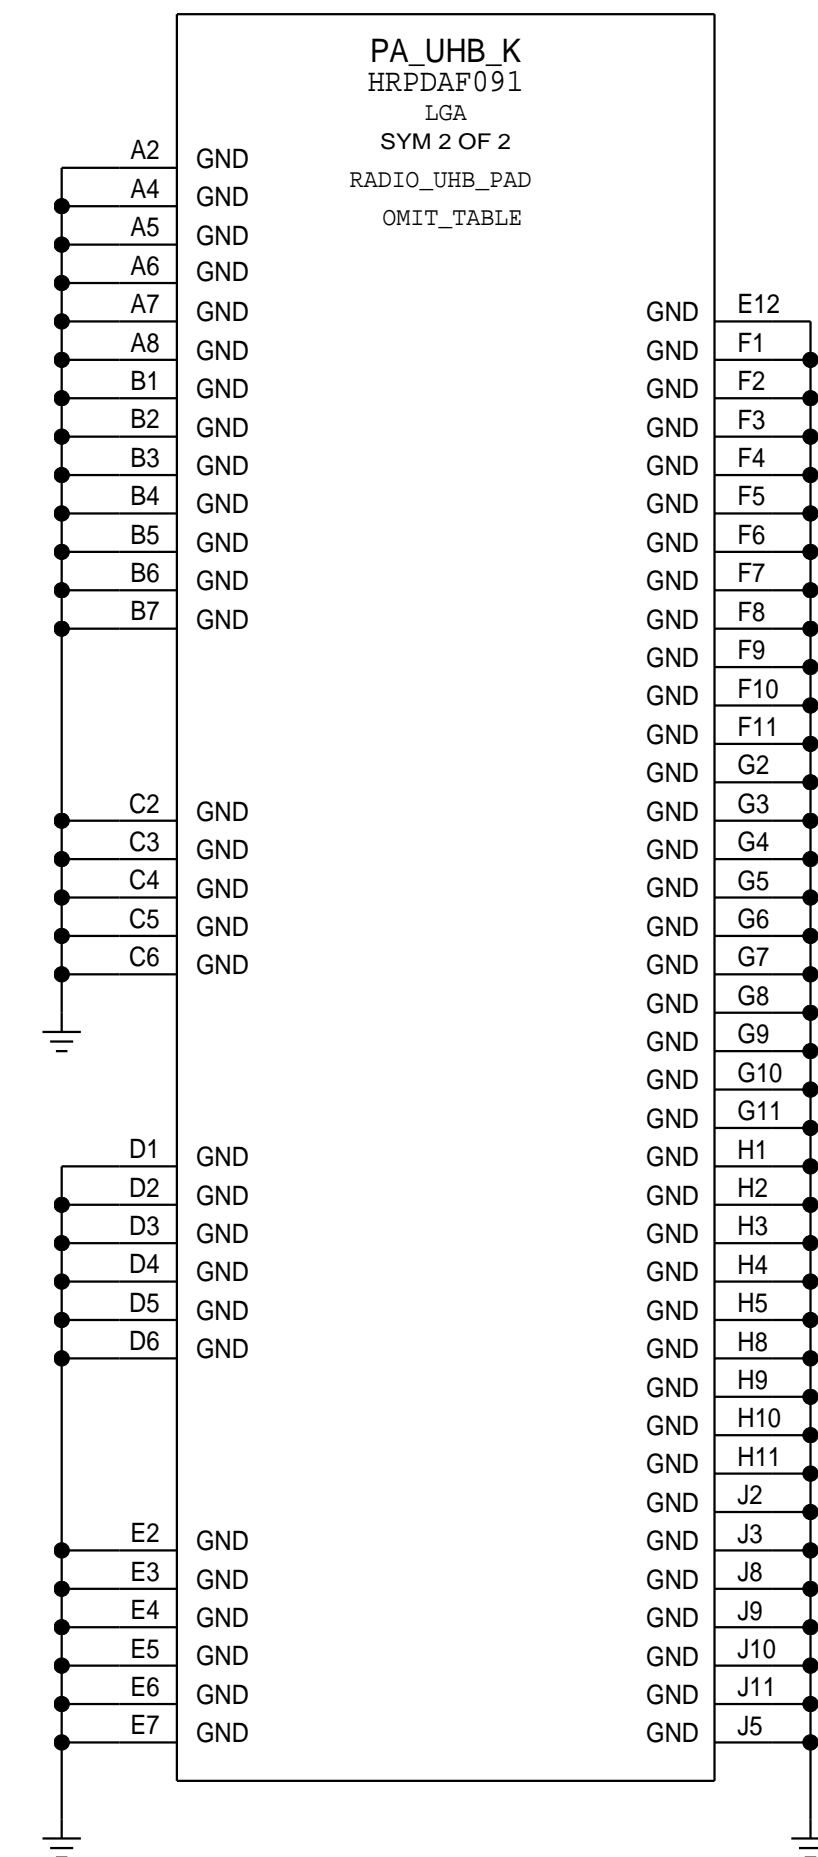 PA_UHB_K
HRPDAF091
LGA
SYM 2 OF 2
RADIO_UHB_PAD
OMIT_TABLE
A2 GND
A4 GND
A5 GND
A6 GND
A7 GND
A8 GND
B1 GND
B2 GND
B3 GND
B4 GND
B5 GND
B6 GND
B7 GND
C2 GND
C3 GND
C4 GND
C5 GND
C6 GND
D1 GND
D2 GND
D3 GND
D4 GND
D5 GND
D6 GND
E2 GND
E3 GND
E4 GND
E5 GND
E6 GND
E7 GND
GND E12
GND F1
GND F2
GND F3
GND F4
GND F5
GND F6
GND F7
GND F8
GND F9
GND F10
GND F11
GND G2
GND G3
GND G4
GND G5
GND G6
GND G7
GND G8
GND G9
GND G10
GND G11
GND H1
GND H2
GND H3
GND H4
GND H5
GND H8
GND H9
GND H10
GND H11
GND J2
GND J3
GND J8
GND J9
GND J10
GND J11
GND J5